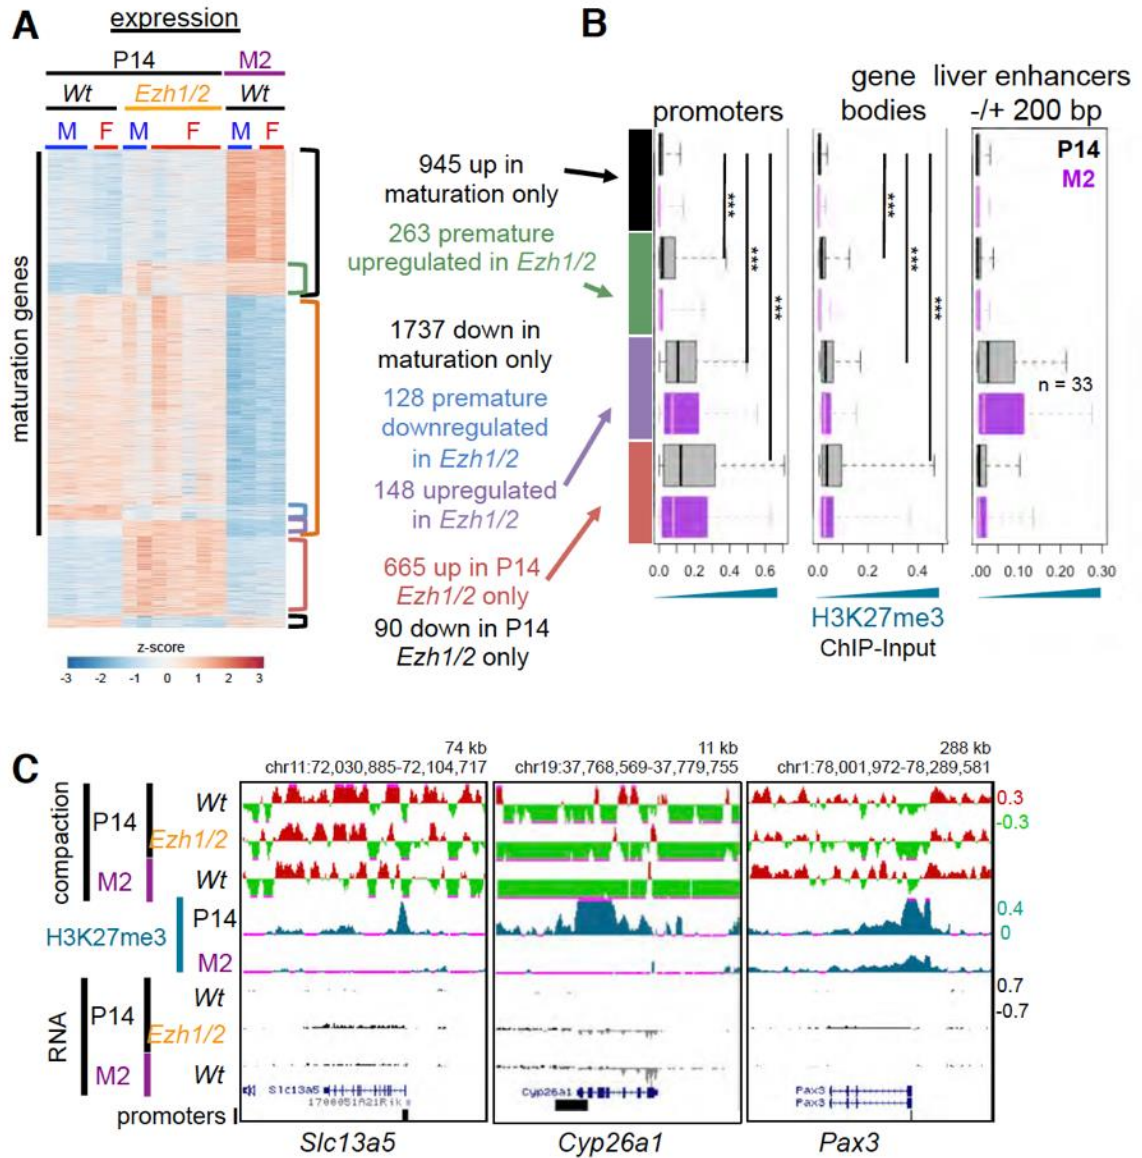 A
expression
P14 M2
Wt Ezh1/2 Wt
M F M F M F
maturation genes
z-score
-3 -2 -1 0 1 2 3
945 up in
maturation only
263 premature
upregulated in Ezh1/2
1737 down in
maturation only
128 premature
downregulated
in Ezh1/2
148 upregulated
in Ezh1/2
665 up in P14
Ezh1/2 only
90 down in P14
Ezh1/2 only
B
promoters
gene
bodies
liver enhancers
-/+ 200 bp
P14
M2
***
***
***
***
***
***
n = 33
0.0 0.2 0.4 0.6
0.0 0.2 0.4
.00 0.10 0.20 0.30
H3K27me3
ChIP-Input
C
74 kb
chr11:72,030,885-72,104,717
11 kb
chr19:37,768,569-37,779,755
288 kb
chr1:78,001,972-78,289,581
compaction
P14
Wt
Ezh1/2
M2
Wt
0.3
-0.3
H3K27me3
P14
M2
0.4
0
RNA
P14
Wt
Ezh1/2
M2
Wt
0.7
-0.7
Slc13a5
1700051A21Rik
Cyp26a1
Pax3
Pax3
promoters
Slc13a5 Cyp26a1 Pax3